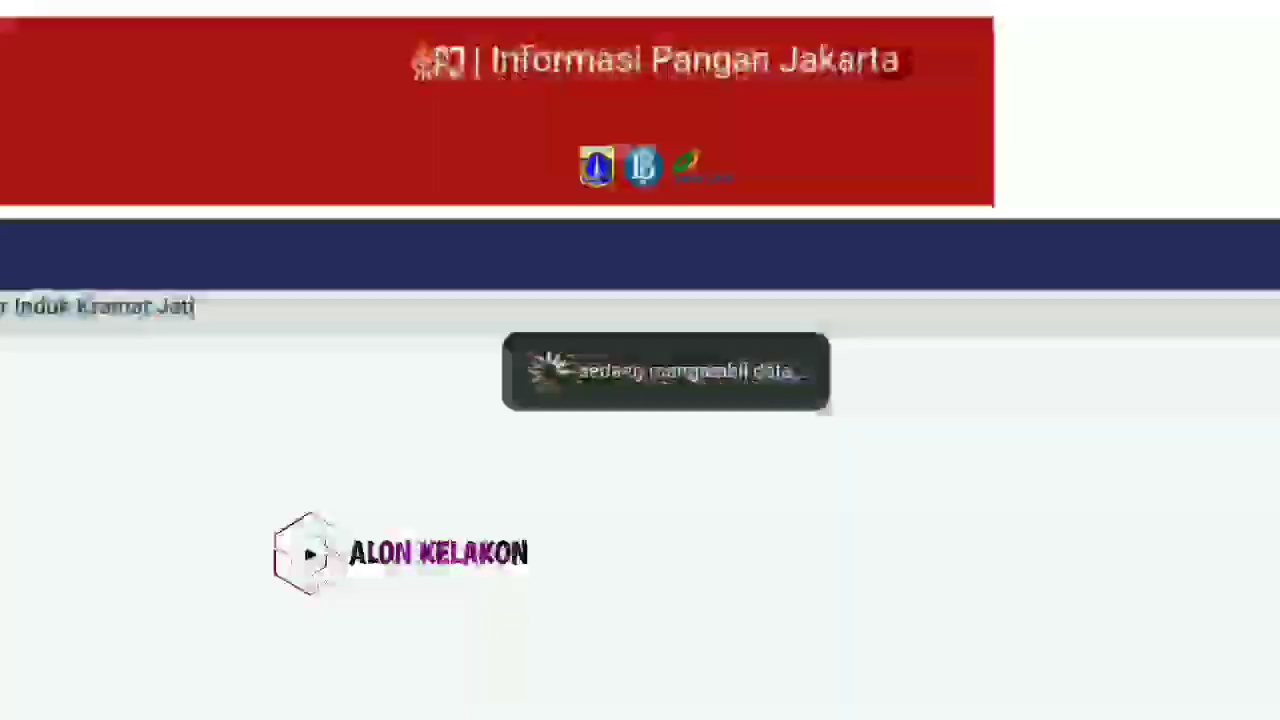 | Informasi Pangan Jakarta
r Induk Kramat Jati
sedang mengambil data...
ALON KELAKON